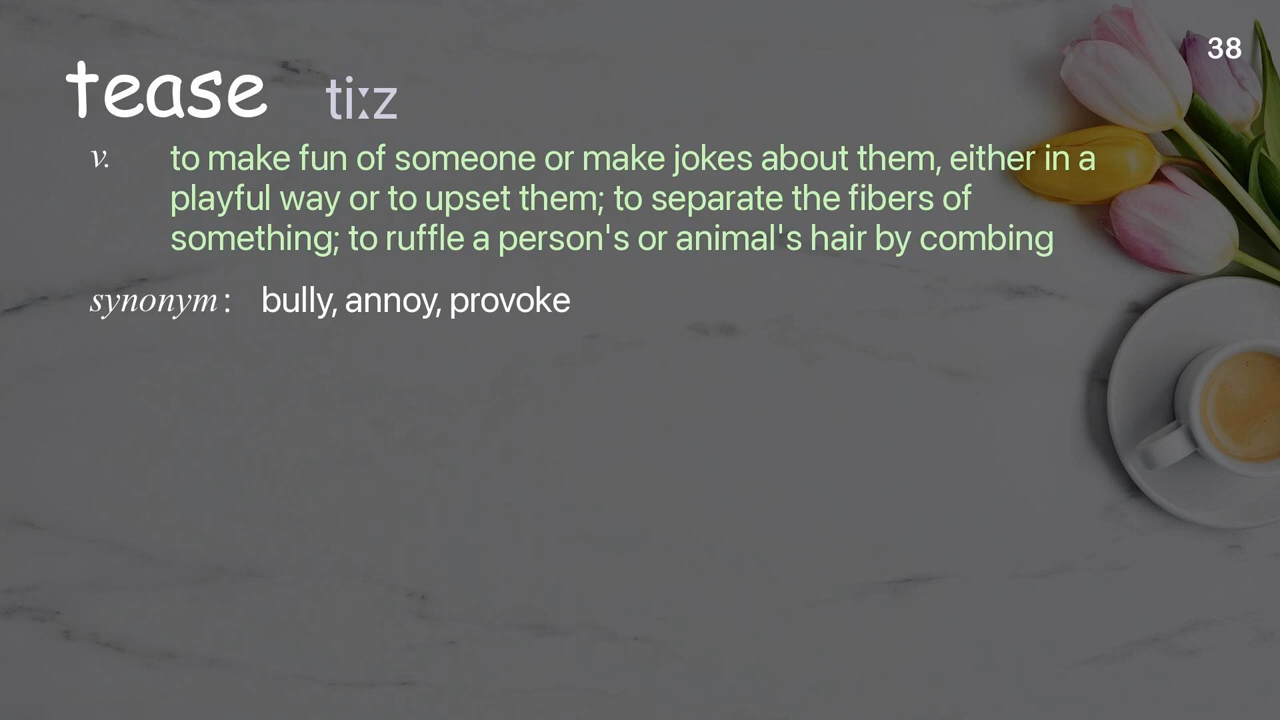 38
tease tiːz
v. to make fun of someone or make jokes about them, either in a
playful way or to upset them; to separate the fibers of
something; to ruffle a person's or animal's hair by combing
synonym: bully, annoy, provoke